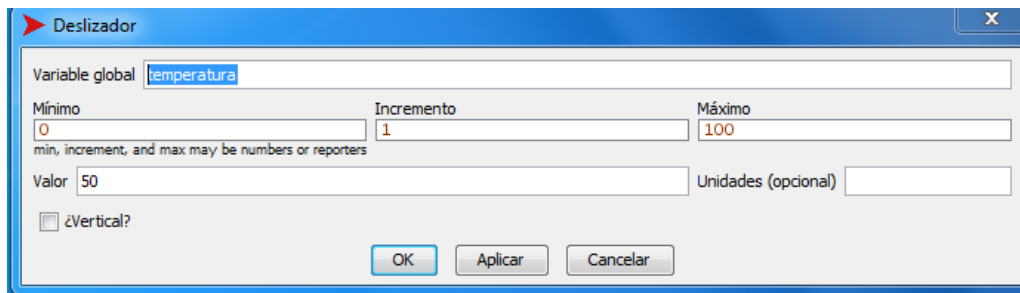 Deslizador
Variable global temperatura
Mínimo Incremento Máximo
0 1 100
min, increment, and max may be numbers or reporters
Valor 50 Unidades (opcional)
¿Vertical?
OK Aplicar Cancelar